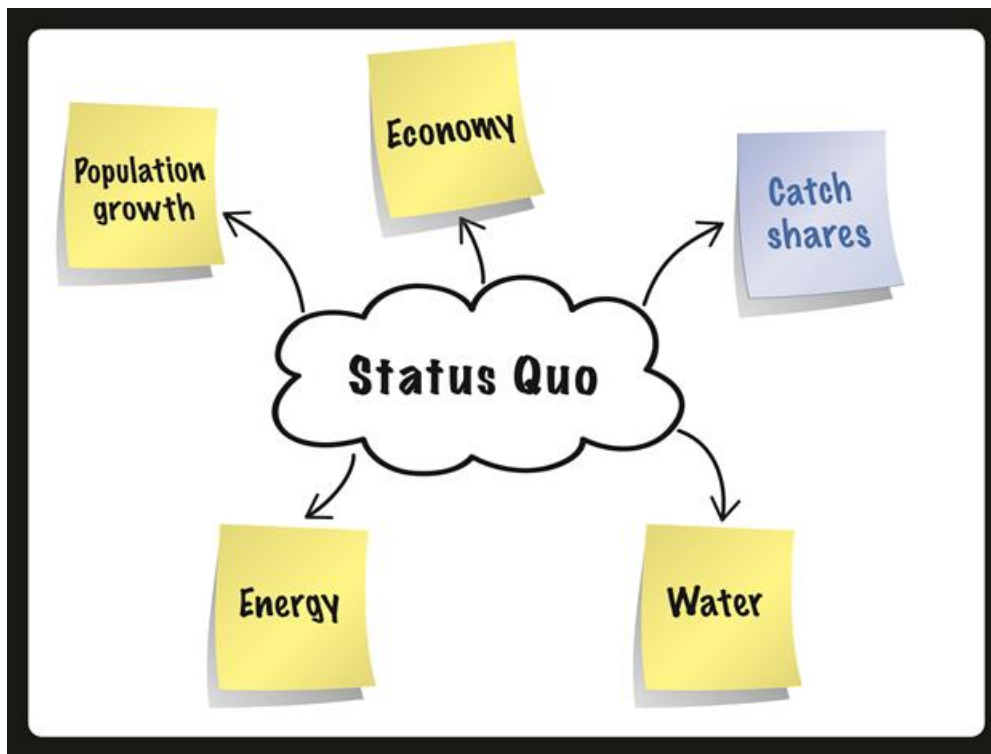 Economy
Population
growth
Catch
shares
Status Quo
Energy
Water